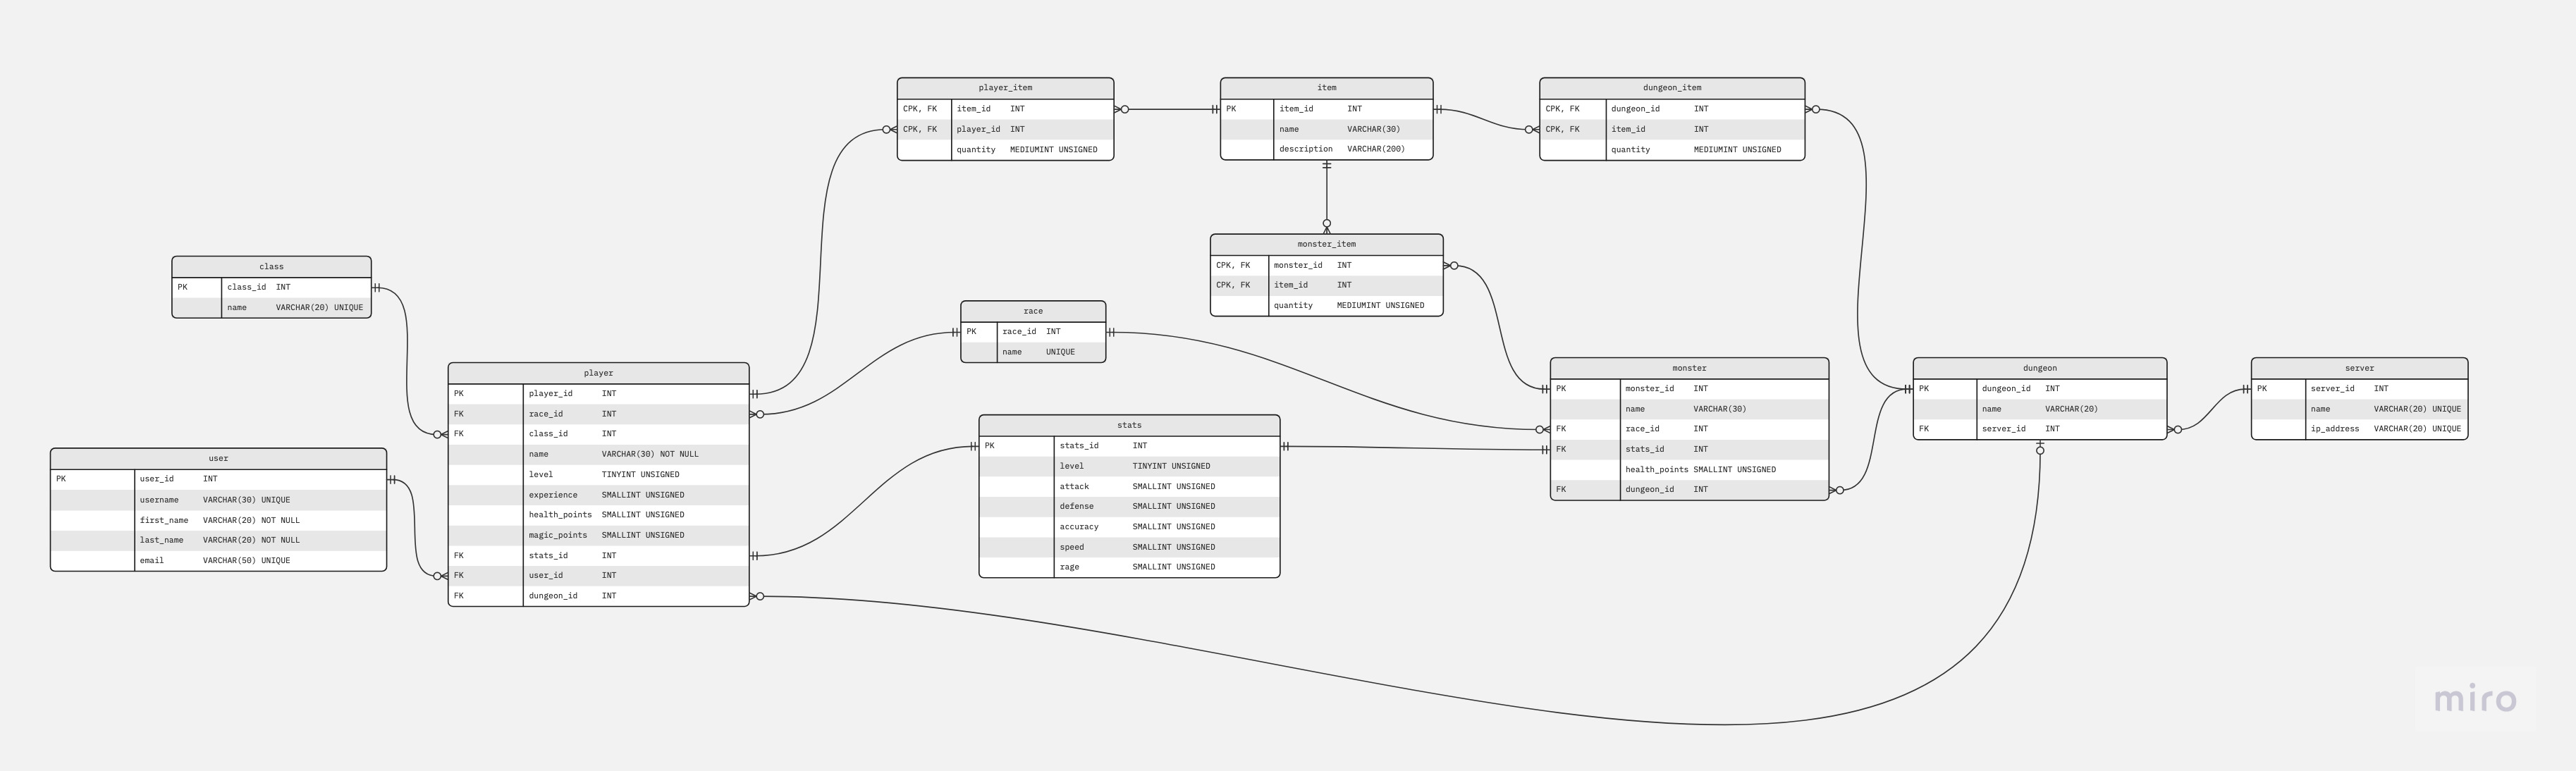 player_item
CPK, FK item_id INT
CPK, FK player_id INT
quantity MEDIUMINT UNSIGNED
item
PK item_id INT
name VARCHAR(30)
description VARCHAR(200)
dungeon_item
CPK, FK dungeon_id INT
CPK, FK item_id INT
quantity MEDIUMINT UNSIGNED
monster_item
CPK, FK monster_id INT
CPK, FK item_id INT
quantity MEDIUMINT UNSIGNED
class
PK class_id INT
name VARCHAR(20) UNIQUE
race
PK race_id INT
name UNIQUE
player
PK player_id INT
FK race_id INT
FK class_id INT
name VARCHAR(30) NOT NULL
level TINYINT UNSIGNED
experience SMALLINT UNSIGNED
health_points SMALLINT UNSIGNED
magic_points SMALLINT UNSIGNED
FK stats_id INT
FK user_id INT
FK dungeon_id INT
monster
PK monster_id INT
name VARCHAR(30)
FK race_id INT
FK stats_id INT
health_points SMALLINT UNSIGNED
FK dungeon_id INT
dungeon
PK dungeon_id INT
name VARCHAR(20)
FK server_id INT
server
PK server_id INT
name VARCHAR(20) UNIQUE
ip_address VARCHAR(20) UNIQUE
stats
PK stats_id INT
level TINYINT UNSIGNED
attack SMALLINT UNSIGNED
defense SMALLINT UNSIGNED
accuracy SMALLINT UNSIGNED
speed SMALLINT UNSIGNED
rage SMALLINT UNSIGNED
user
PK user_id INT
username VARCHAR(30) UNIQUE
first_name VARCHAR(20) NOT NULL
last_name VARCHAR(20) NOT NULL
email VARCHAR(50) UNIQUE
miro